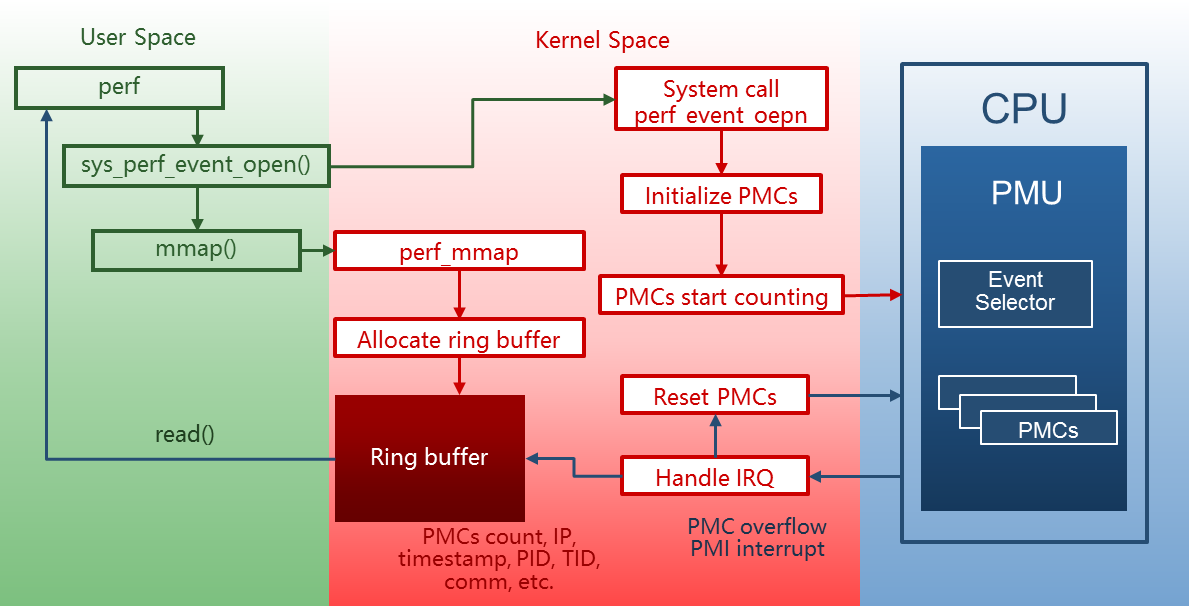 User Space
Kernel Space
perf
System call
perf_event_oepn
CPU
sys_perf_event_open()
Initialize PMCs
PMU
mmap()
perf_mmap
PMCs start counting
Event
Selector
Allocate ring buffer
Reset PMCs
PMCs
read()
Ring buffer
Handle IRQ
PMCs count, IP,
timestamp, PID, TID,
comm, etc.
PMC overflow
PMI interrupt